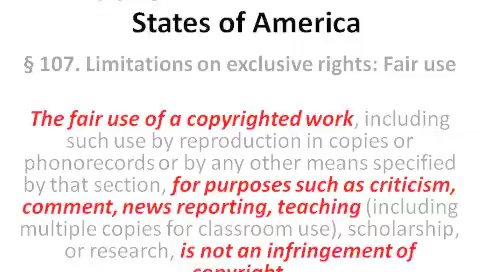 States of America
§ 107. Limitations on exclusive rights: Fair use
The fair use of a copyrighted work, including
such use by reproduction in copies or
phonorecords or by any other means specified
by that section, for purposes such as criticism,
comment, news reporting, teaching (including
multiple copies for classroom use), scholarship,
or research, is not an infringement of
copyright.